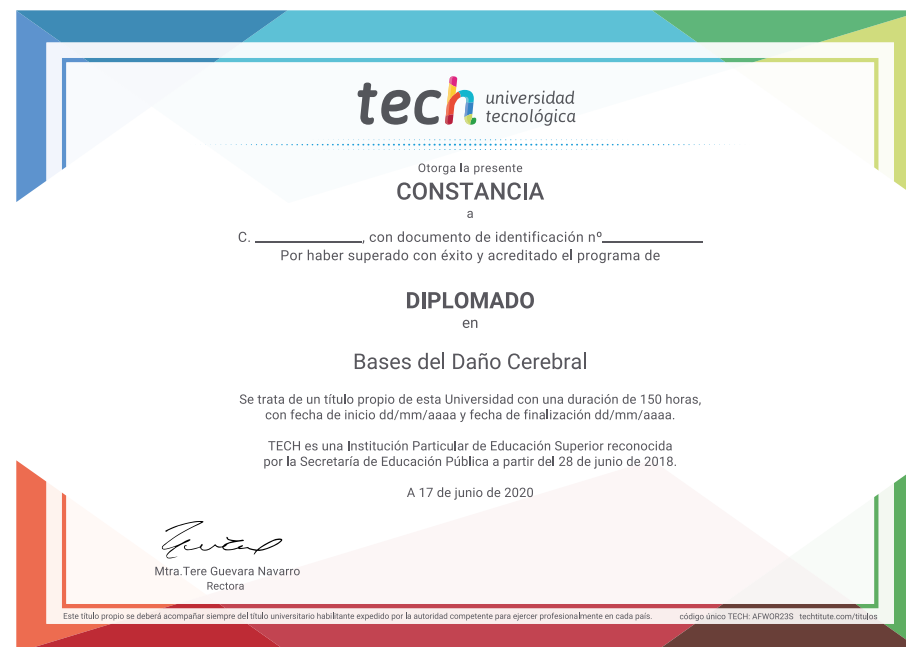 tech universidad
tecnológica
Otorga la presente
CONSTANCIA
a
C. ____________, con documento de identificación nº____________
Por haber superado con éxito y acreditado el programa de
DIPLOMADO
en
Bases del Daño Cerebral
Se trata de un título propio de esta Universidad con una duración de 150 horas,
con fecha de inicio dd/mm/aaaa y fecha de finalización dd/mm/aaaa.
TECH es una Institución Particular de Educación Superior reconocida
por la Secretaría de Educación Pública a partir del 28 de junio de 2018.
A 17 de junio de 2020
Mtra.Tere Guevara Navarro
Rectora
Este título propio se deberá acompañar siempre del título universitario habilitante expedido por la autoridad competente para ejercer profesionalmente en cada país. código único TECH: AFWOR23S techtitute.com/titulos